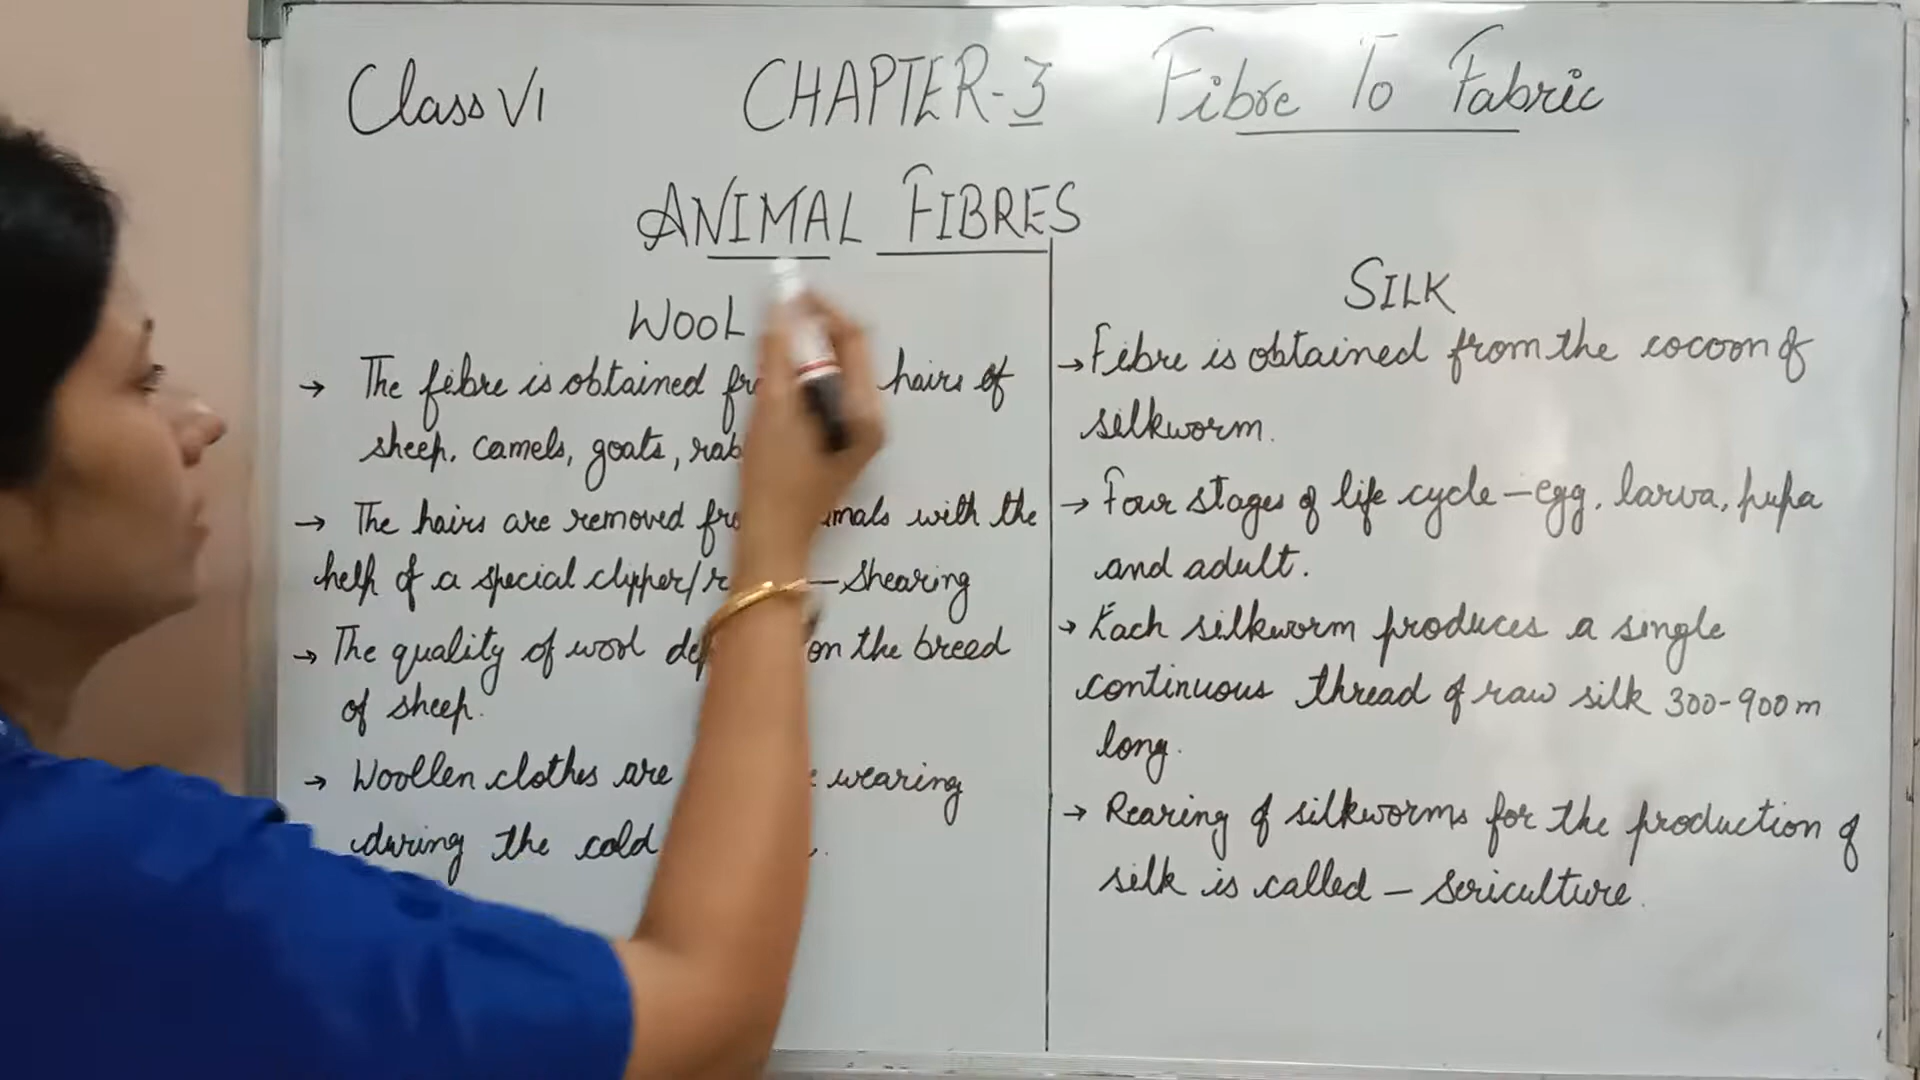 Class VI CHAPTER-3 Fibre To Fabric
ANIMAL FIBRES
WOOL
→ The fibre is obtained hairs of
sheep, camels, goats,
→ The hairs are removed with the
help of a special clipper/ – shearing
→ The quality of wool on the breed
of sheep.
→ Woollen clothes are wearing
during the cold
SILK
→ Fibre is obtained from the cocoon of
silkworm.
→ Four stages of life cycle – egg, larva, pupa
and adult.
→ Each silkworm produces a single
continuous thread of raw silk 300-900m
long.
→ Rearing of silkworms for the production of
silk is called – sericulture.